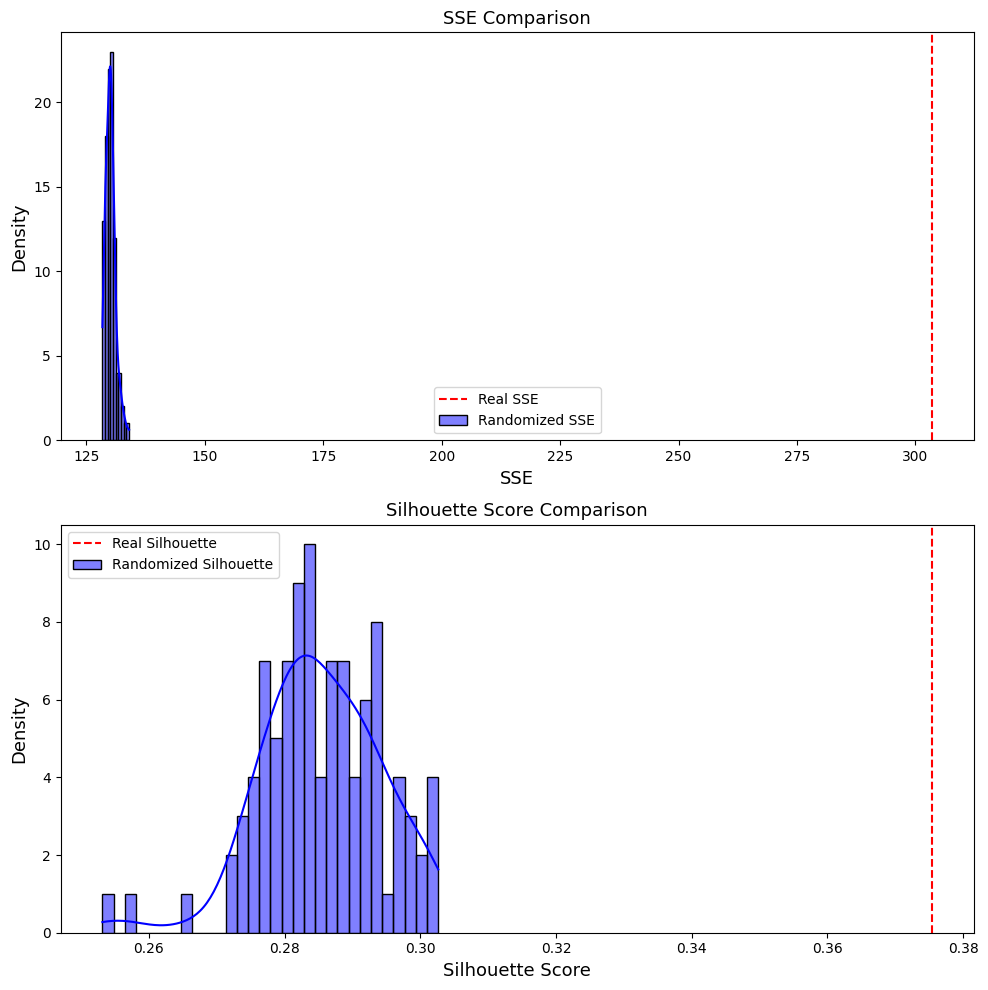 SSE Comparison
Density
20
15
10
5
0
Real SSE
Randomized SSE
125 150 175 200 225 250 275 300
SSE
Silhouette Score Comparison
Density
10
8
6
4
2
0
Real Silhouette
Randomized Silhouette
0.26 0.28 0.30 0.32 0.34 0.36 0.38
Silhouette Score